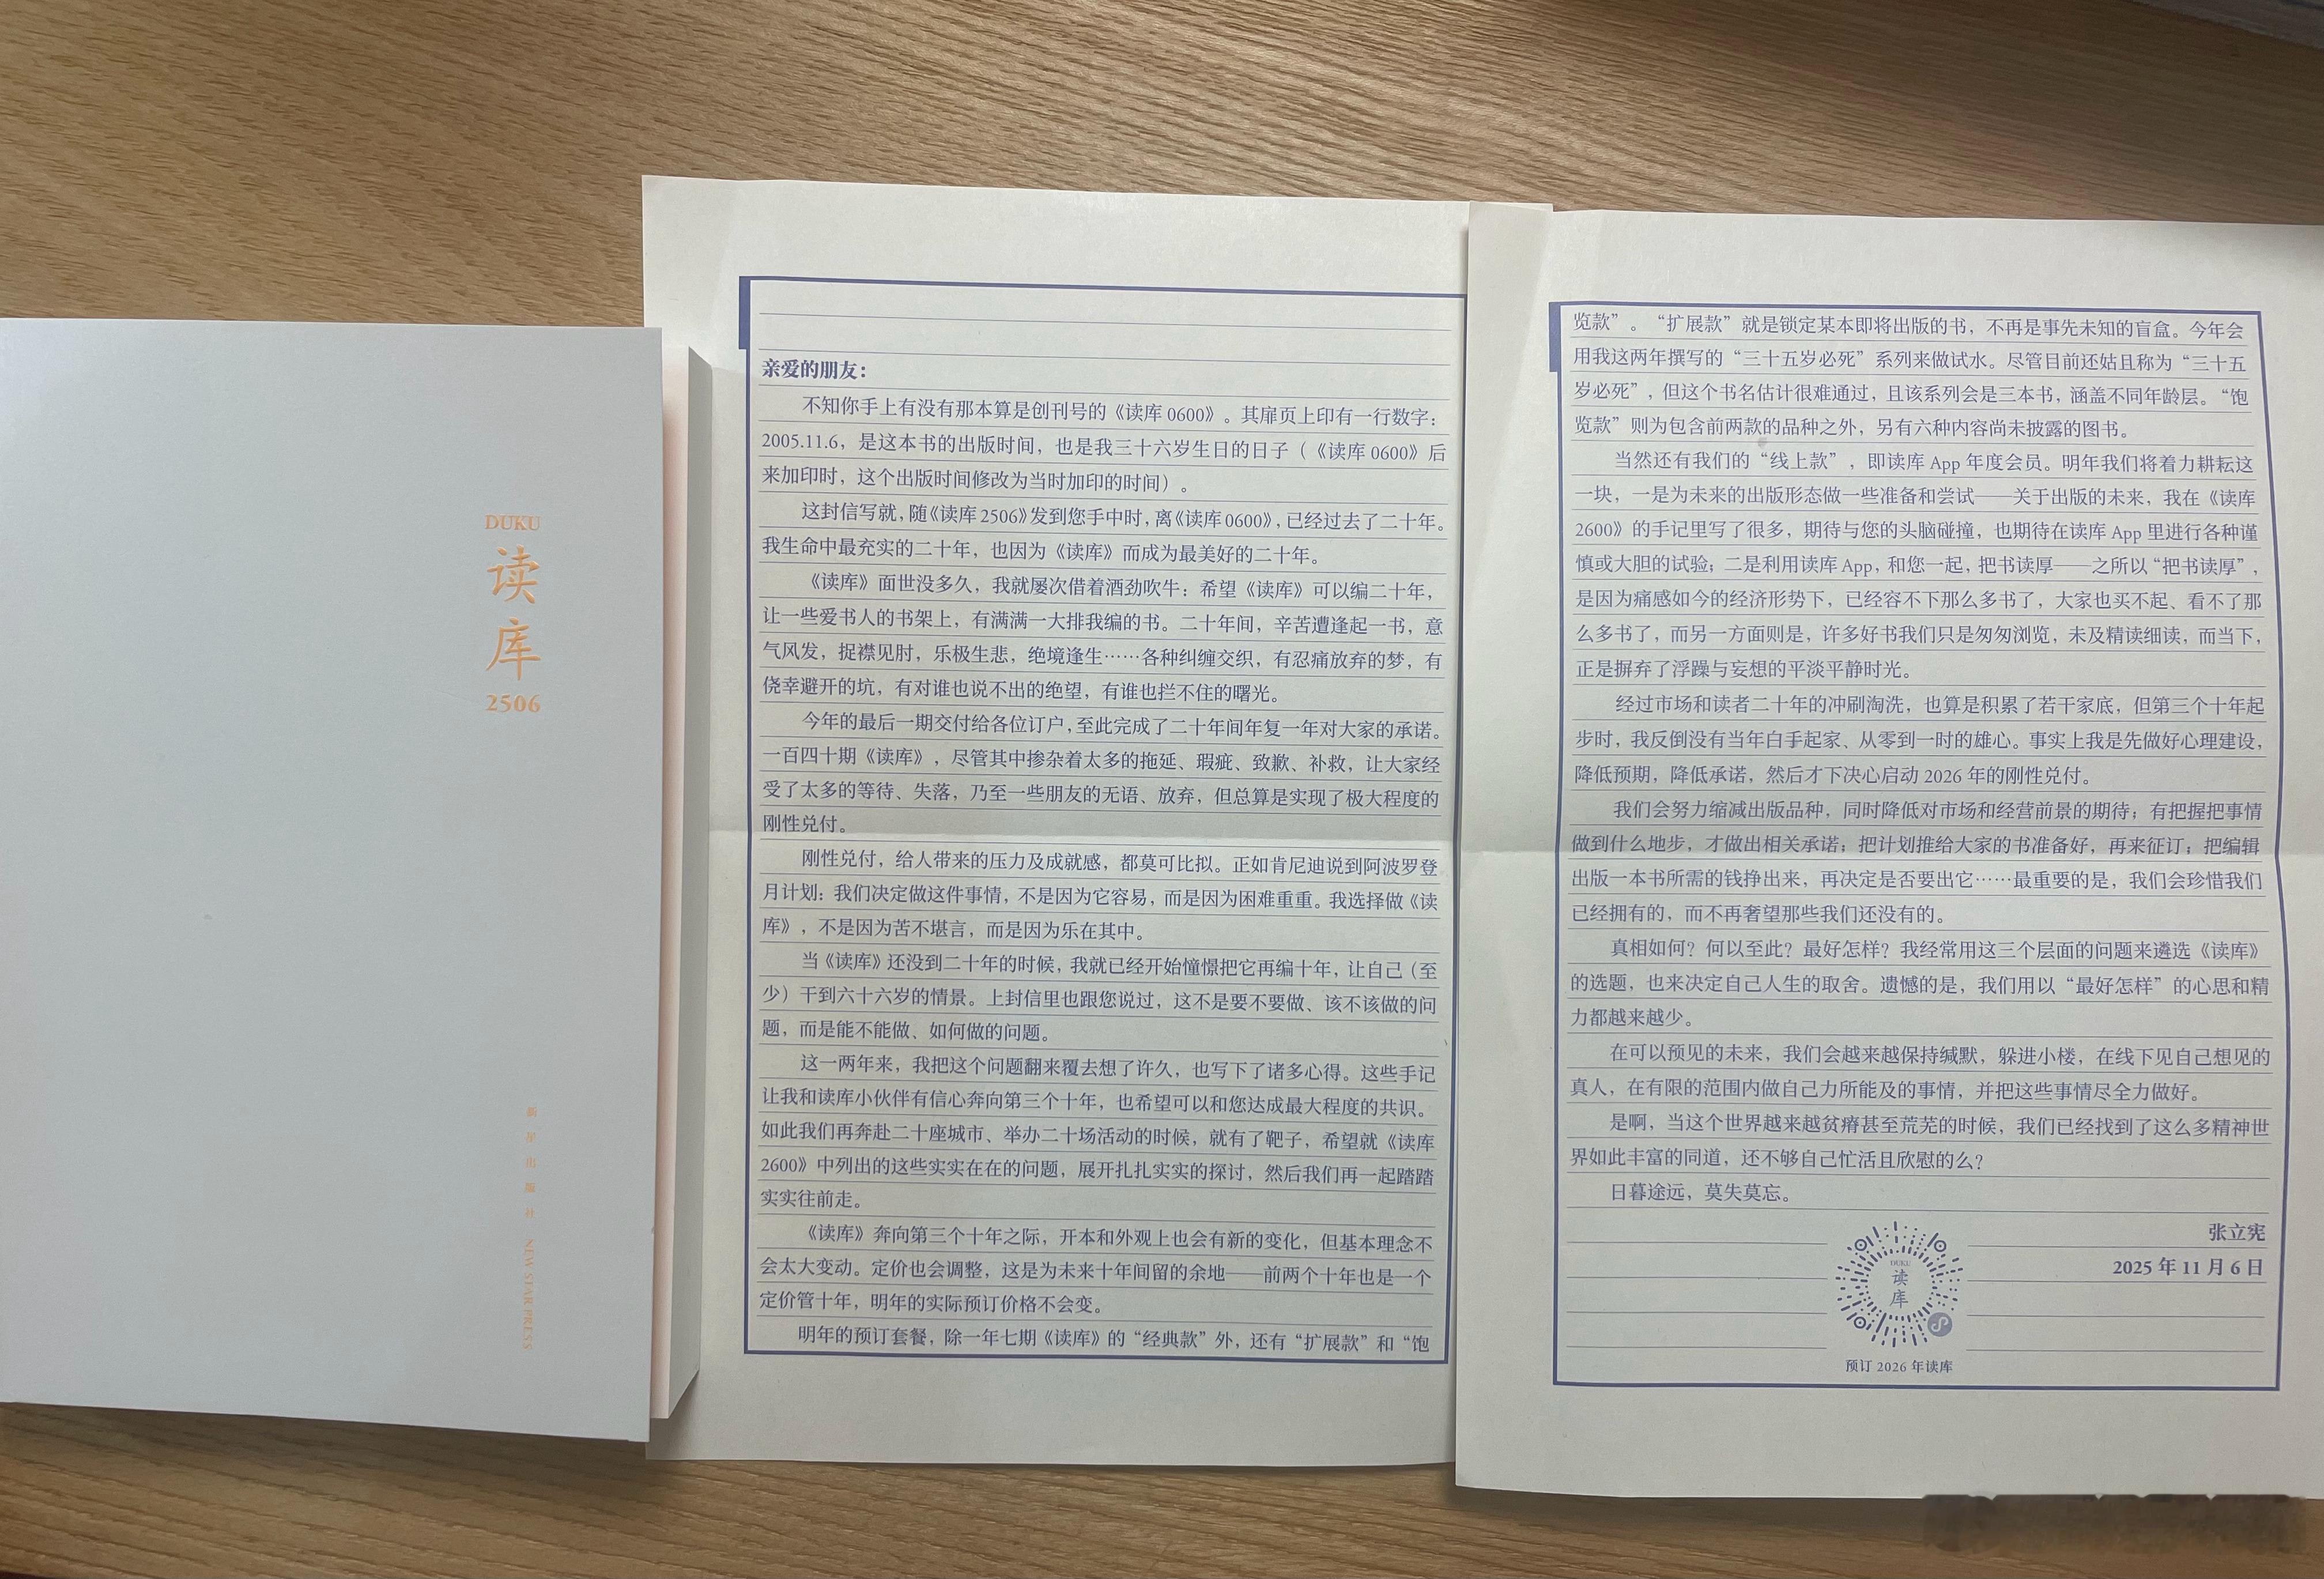 DUKU
读
库
2506
新星出版社 NEW STAR PRESS
亲爱的朋友：
不知你手上有没有那本算是创刊号的《读库 0600》。其扉页上印有一行数字：
2005.11.6，是这本书的出版时间，也是我三十六岁生日的日子（《读库 0600》后
来加印时，这个出版时间修改为当时加印的时间）。
这封信写就，随《读库 2506》发到您手中时，离《读库 0600》，已经过去了二十年。
我生命中最充实的二十年，也因为《读库》而成为最美好的二十年。
《读库》面世没多久，我就屡次借着酒劲吹牛：希望《读库》可以编二十年，
让一些爱书人的书架上，有满满一大排我编的书。二十年间，辛苦遭逢起一书，意
气风发，捉襟见肘，乐极生悲，绝境逢生……各种纠缠交织，有忍痛放弃的梦，有
侥幸避开的坑，有对谁也说不出的绝望，有谁也拦不住的曙光。
今年的最后一期交付给各位订户，至此完成了二十年间年复一年对大家的承诺。
一百四十期《读库》，尽管其中掺杂着太多的拖延、瑕疵、致歉、补救，让大家经
受了太多的等待、失落，乃至一些朋友的无语、放弃，但总算是实现了极大程度的
刚性兑付。
刚性兑付，给人带来的压力及成就感，都莫可比拟。正如肯尼迪说到阿波罗登
月计划：我们决定做这件事情，不是因为它容易，而是因为困难重重。我选择做《读
库》，不是因为苦不堪言，而是因为乐在其中。
当《读库》还没到二十年的时候，我就已经开始憧憬把它再编十年，让自己（至
少）干到六十六岁的情景。上封信里也跟您说过，这不是要不要做、该不该做的问
题，而是能不能做、如何做的问题。
这一两年来，我把这个问题翻来覆去想了许久，也写下了诸多心得。这些手记
让我和读库小伙伴有信心奔向第三个十年，也希望可以和您达成最大程度的共识。
如此我们再奔赴二十座城市、举办二十场活动的时候，就有了靶子，希望就《读库
2600》中列出的这些实实在在的问题，展开扎扎实实的探讨，然后我们再一起踏踏
实实往前走。
《读库》奔向第三个十年之际，开本和外观上也会有新的变化，但基本理念不
会太大变动。定价也会调整，这是为未来十年间留的余地——前两个十年也是一个
定价管十年，明年的实际预订价格不会变。
明年的预订套餐，除一年七期《读库》的“经典款”外，还有“扩展款”和“饱
览款”。“扩展款”就是锁定某本即将出版的书，不再是事先未知的盲盒。今年会
用我这两年撰写的“三十五岁必死”系列来做试水。尽管目前还姑且称为“三十五
岁必死”，但这个书名估计很难通过，且该系列会是三本书，涵盖不同年龄层。“饱
览款”则为包含前两款的品种之外，另有六种内容尚未披露的图书。
当然还有我们的“线上款”，即读库 App 年度会员。明年我们将着力耕耘这
一块，一是为未来的出版形态做一些准备和尝试——关于出版的未来，我在《读库
2600》的手记里写了很多，期待与您的头脑碰撞，也期待在读库 App 里进行各种谨
慎或大胆的试验；二是利用读库 App，和您一起，把书读厚——之所以“把书读厚”，
是因为痛感如今的经济形势下，已经容不下那么多书了，大家也买不起、看不了那
么多书了，而另一方面则是，许多好书我们只是匆匆浏览，未及精读细读，而当下，
正是摒弃了浮躁与妄想的平淡平静时光。
经过市场和读者二十年的冲刷淘洗，也算是积累了若干家底，但第三个十年起
步时，我反倒没有当年白手起家、从零到一时的雄心。事实上我是先做好心理建设，
降低预期，降低承诺，然后才下决心启动 2026 年的刚性兑付。
我们会努力缩减出版品种，同时降低对市场和经营前景的期待；有把握把事情
做到什么地步，才做出相关承诺；把计划推给大家的书准备好，再来征订；把编辑
出版一本书所需的钱挣出来，再决定是否要出它……最重要的是，我们会珍惜我们
已经拥有的，而不再奢望那些我们还没有的。
真相如何？何以至此？最好怎样？我经常用这三个层面的问题来遴选《读库》
的选题，也来决定自己人生的取舍。遗憾的是，我们用以“最好怎样”的心思和精
力都越来越少。
在可以预见的未来，我们会越来越保持缄默，躲进小楼，在线下见自己想见的
真人，在有限的范围内做自己力所能及的事情，并把这些事情尽全力做好。
是啊，当这个世界越来越贫瘠甚至荒芜的时候，我们已经找到了这么多精神世
界如此丰富的同道，还不够自己忙活且欣慰的么？
日暮途远，莫失莫忘。
张立宪
2025 年 11 月 6 日
DUKU
读
库
预订 2026 年读库